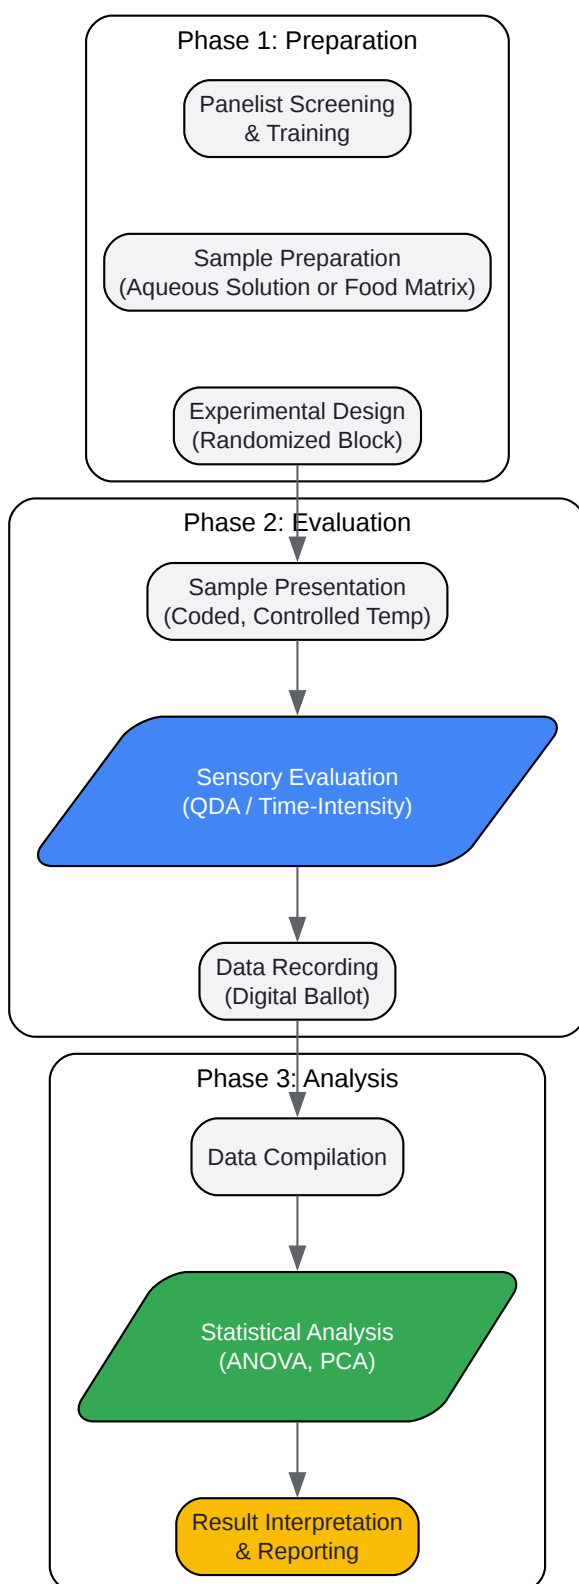 Phase 1: Preparation
Panelist Screening
& Training
Sample Preparation
(Aqueous Solution or Food Matrix)
Experimental Design
(Randomized Block)
Phase 2: Evaluation
Sample Presentation
(Coded, Controlled Temp)
Sensory Evaluation
(QDA / Time-Intensity)
Data Recording
(Digital Ballot)
Phase 3: Analysis
Data Compilation
Statistical Analysis
(ANOVA, PCA)
Result Interpretation
& Reporting